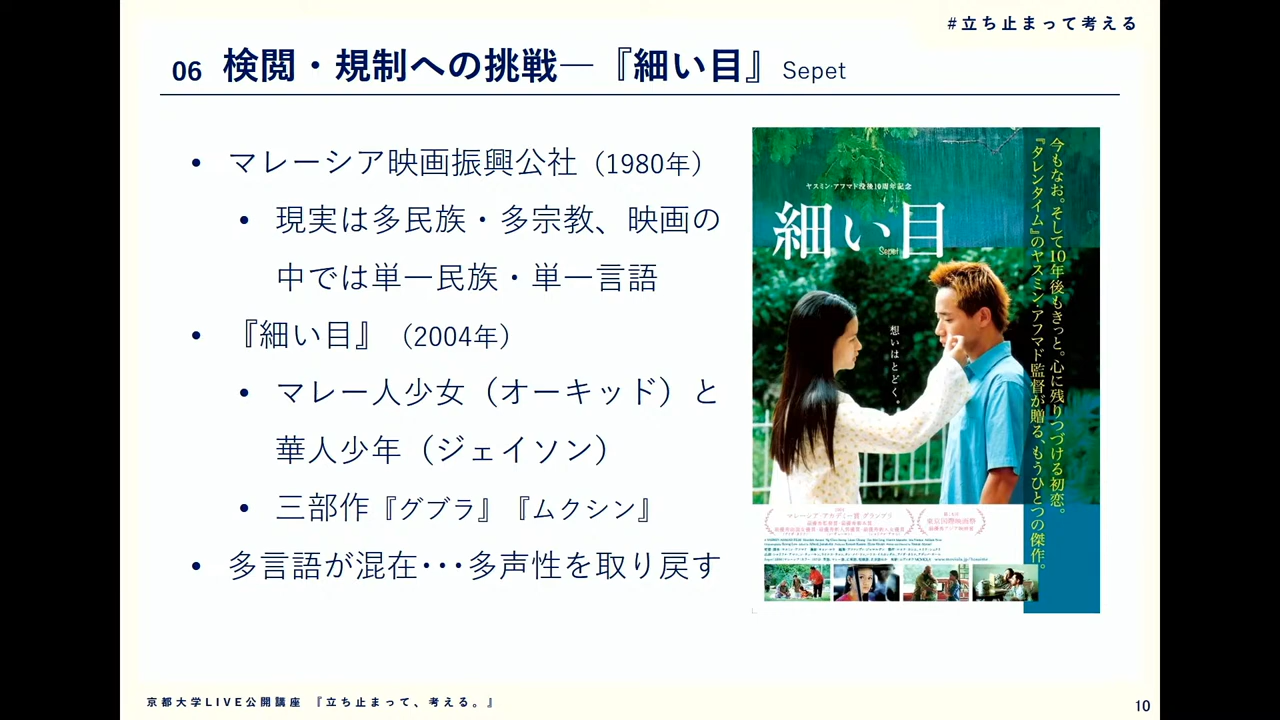 #立ち止まって考える
06 検閲・規制への挑戦―『細い目』Sepet
• マレーシア映画振興公社（1980年）
• 現実は多民族・多宗教、映画の
中では単一民族・単一言語
• 『細い目』（2004年）
• マレー人少女（オーキッド）と
華人少年（ジェイソン）
• 三部作『グブラ』『ムクシン』
• 多言語が混在･･･多声性を取り戻す
今もなお。そして10年後もきっと。心に残りつづける初恋。
『タレンタイム』のヤスミン・アフマド監督が贈る、もうひとつの傑作。
ヤスミン・アフマド没後10周年記念
細い目
Sepet
想いはとどく。
マレーシア アカデミー賞 グランプリ
東京国際映画祭
最優秀アジア映画賞
京都大学LIVE公開講座 『立ち止まって、考える。』
10